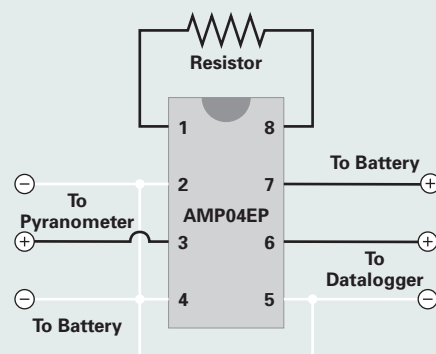 Resistor
1 8
To Battery
2 7
To
Pyranometer
AMP04EP
3 6
To
Datalogger
4 5
To Battery